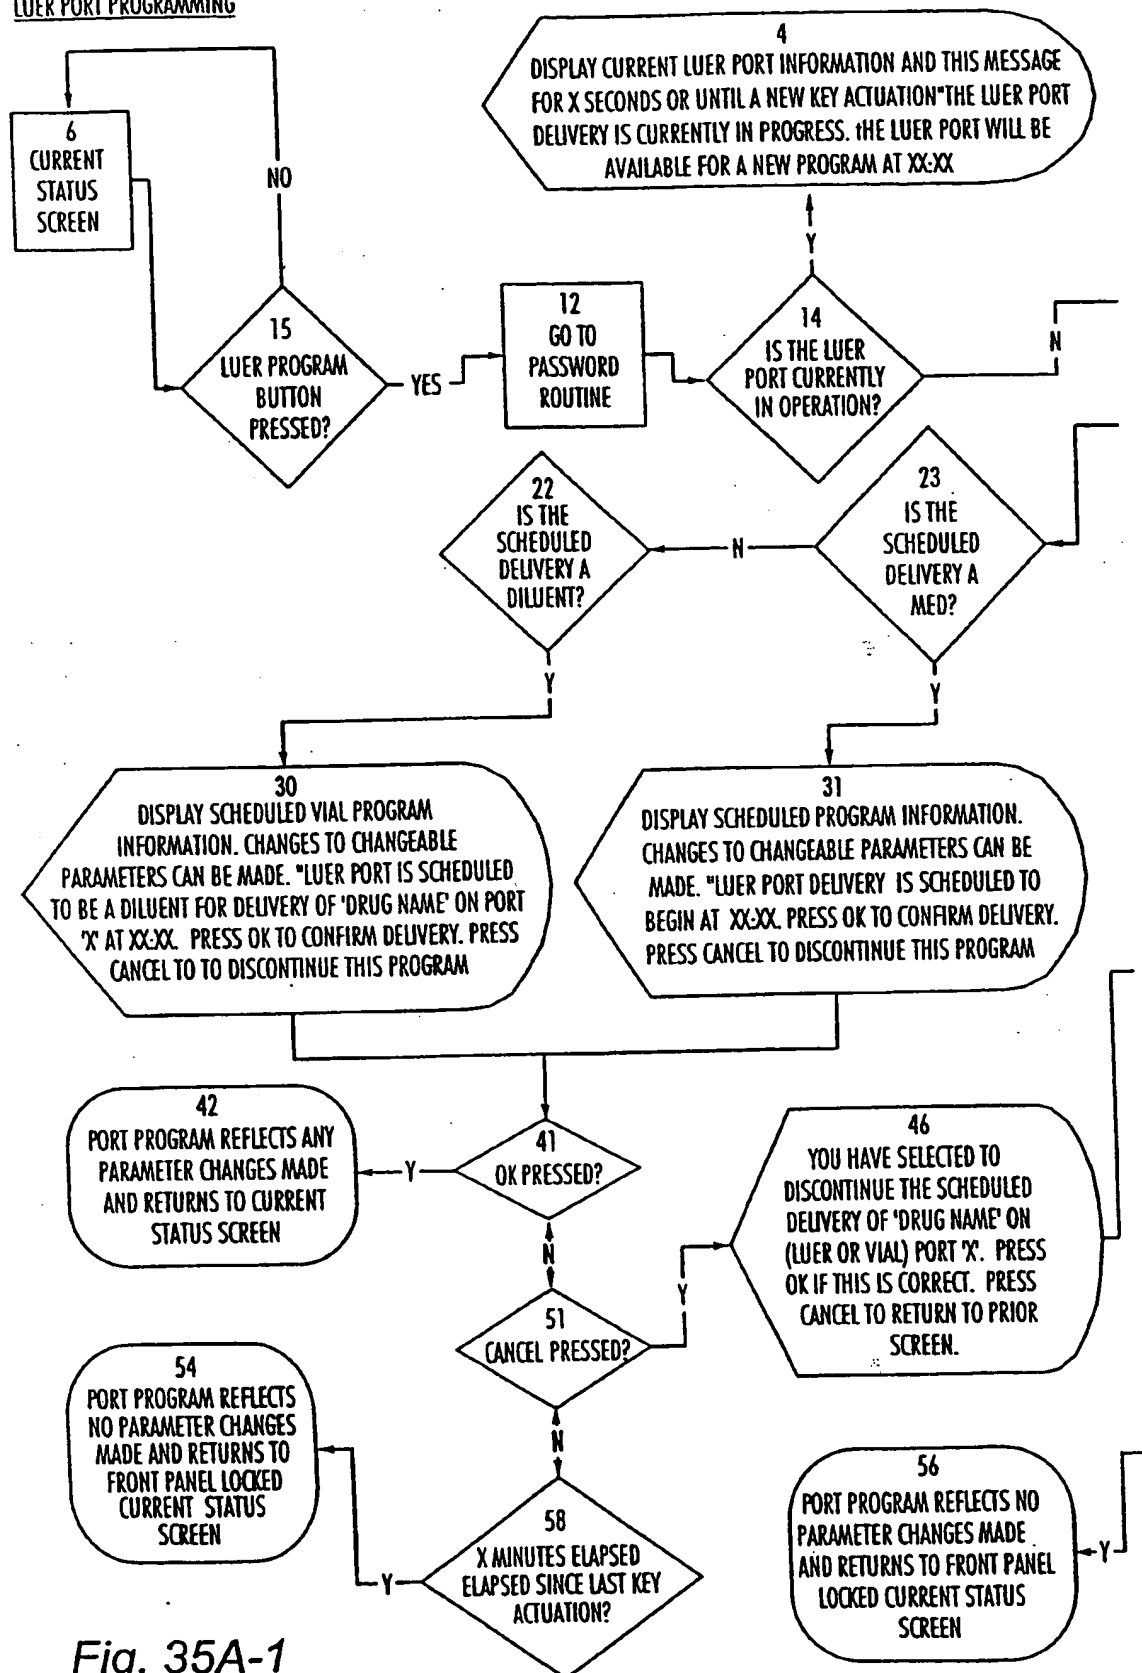 LUER PORT PROGRAMMING
4
DISPLAY CURRENT LUER PORT INFORMATION AND THIS MESSAGE
FOR X SECONDS OR UNTIL A NEW KEY ACTUATION"THE LUER PORT
DELIVERY IS CURRENTLY IN PROGRESS. tHE LUER PORT WILL BE
AVAILABLE FOR A NEW PROGRAM AT XX:XX
6
CURRENT
STATUS
SCREEN
NO
15
LUER PROGRAM
BUTTON
PRESSED?
YES
12
GO TO
PASSWORD
ROUTINE
Y
14
IS THE LUER
PORT CURRENTLY
IN OPERATION?
N
22
IS THE
SCHEDULED
DELIVERY A
DILUENT?
N
23
IS THE
SCHEDULED
DELIVERY A
MED?
Y
Y
30
DISPLAY SCHEDULED VIAL PROGRAM
INFORMATION. CHANGES TO CHANGEABLE
PARAMETERS CAN BE MADE. "LUER PORT IS SCHEDULED
TO BE A DILUENT FOR DELIVERY OF 'DRUG NAME' ON PORT
'X' AT XX:XX. PRESS OK TO CONFIRM DELIVERY. PRESS
CANCEL TO TO DISCONTINUE THIS PROGRAM
31
DISPLAY SCHEDULED PROGRAM INFORMATION.
CHANGES TO CHANGEABLE PARAMETERS CAN BE
MADE. "LUER PORT DELIVERY IS SCHEDULED TO
BEGIN AT XX:XX. PRESS OK TO CONFIRM DELIVERY.
PRESS CANCEL TO DISCONTINUE THIS PROGRAM
42
PORT PROGRAM REFLECTS ANY
PARAMETER CHANGES MADE
AND RETURNS TO CURRENT
STATUS SCREEN
Y
41
OK PRESSED?
N
46
YOU HAVE SELECTED TO
DISCONTINUE THE SCHEDULED
DELIVERY OF 'DRUG NAME' ON
(LUER OR VIAL) PORT 'X'. PRESS
OK IF THIS IS CORRECT. PRESS
CANCEL TO RETURN TO PRIOR
SCREEN.
51
CANCEL PRESSED?
Y
N
54
PORT PROGRAM REFLECTS
NO PARAMETER CHANGES
MADE AND RETURNS TO
FRONT PANEL LOCKED
CURRENT STATUS
SCREEN
Y
58
X MINUTES ELAPSED
ELAPSED SINCE LAST KEY
ACTUATION?
56
PORT PROGRAM REFLECTS NO
PARAMETER CHANGES MADE
AND RETURNS TO FRONT PANEL
LOCKED CURRENT STATUS
SCREEN
Y
Fig. 35A-1